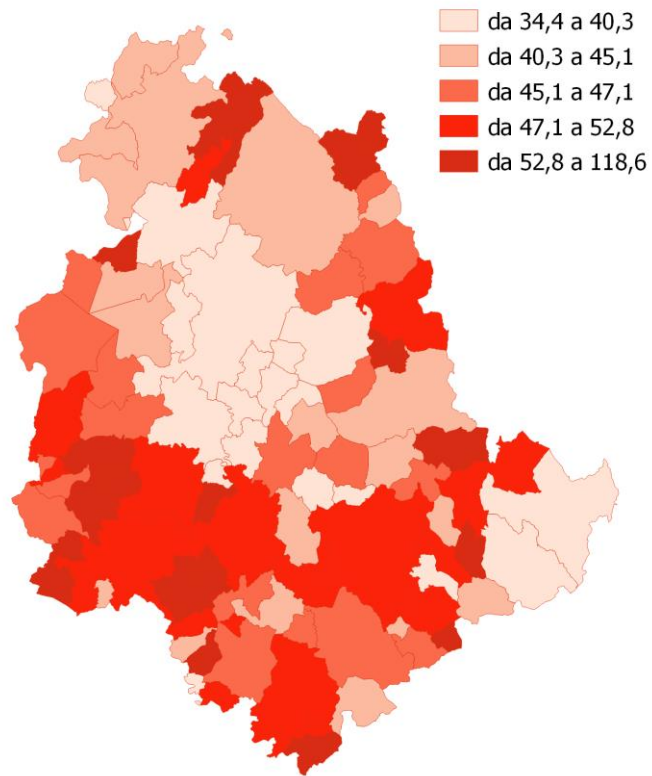 da 34,4 a 40,3
da 40,3 a 45,1
da 45,1 a 47,1
da 47,1 a 52,8
da 52,8 a 118,6